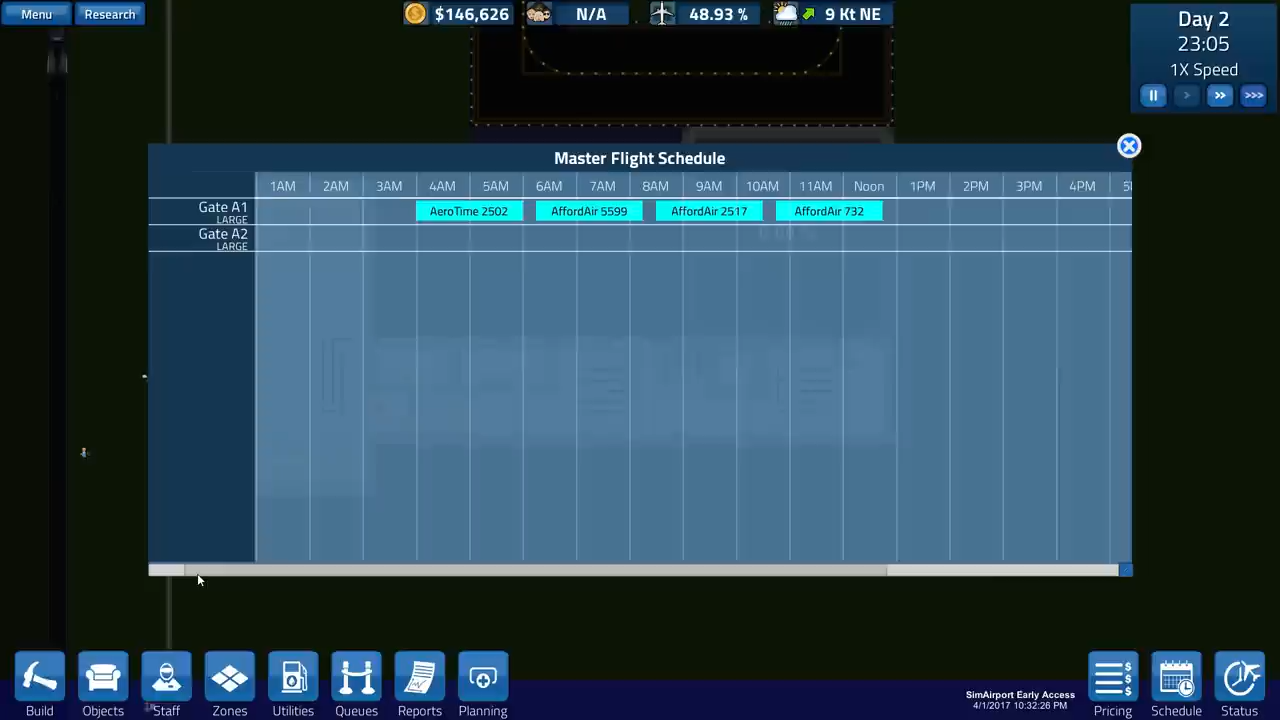 Menu Research $146,626 N/A 48.93 % 9 Kt NE
Day 2
23:05
1X Speed
Master Flight Schedule
1AM 2AM 3AM 4AM 5AM 6AM 7AM 8AM 9AM 10AM 11AM Noon 1PM 2PM 3PM 4PM
Gate A1 AeroTime 2502 AffordAir 5599 AffordAir 2517 AffordAir 732
LARGE
Gate A2
LARGE
SimAirport Early Access
4/1/2017 10:32:26 PM
Build Objects Staff Zones Utilities Queues Reports Planning Pricing Schedule Status